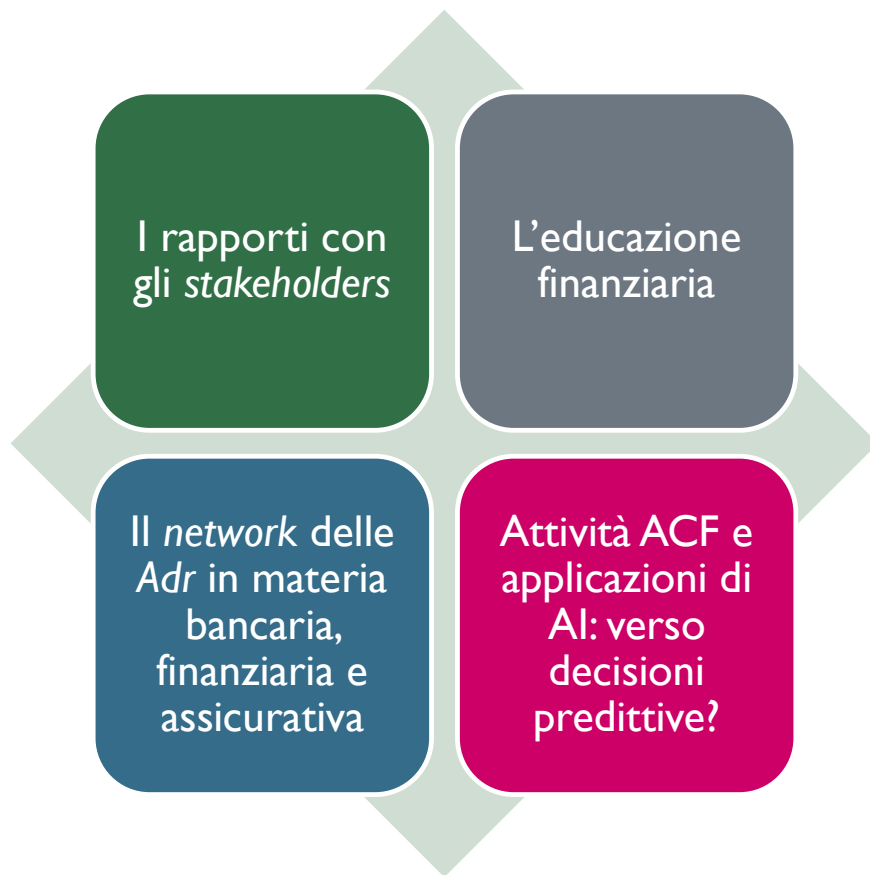 I rapporti con
gli stakeholders
L’educazione
finanziaria
Il network delle
Adr in materia
bancaria,
finanziaria e
assicurativa
Attività ACF e
applicazioni di
AI: verso
decisioni
predittive?